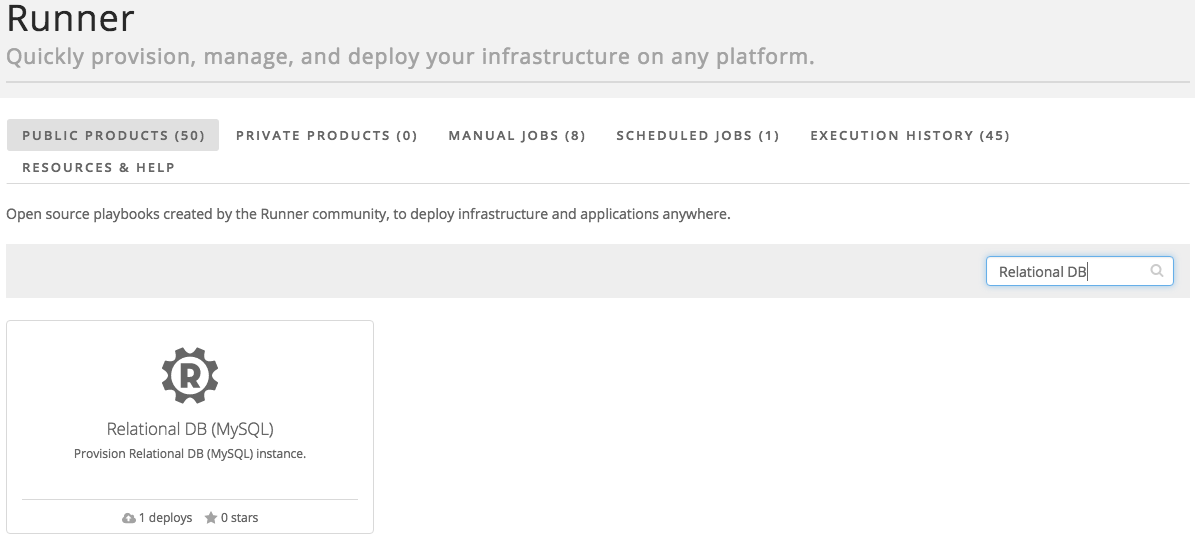 Runner
Quickly provision, manage, and deploy your infrastructure on any platform.
PUBLIC PRODUCTS (50) PRIVATE PRODUCTS (0) MANUAL JOBS (8) SCHEDULED JOBS (1) EXECUTION HISTORY (45)
RESOURCES & HELP
Open source playbooks created by the Runner community, to deploy infrastructure and applications anywhere.
Relational DB
R
Relational DB (MySQL)
Provision Relational DB (MySQL) instance.
1 deploys 0 stars